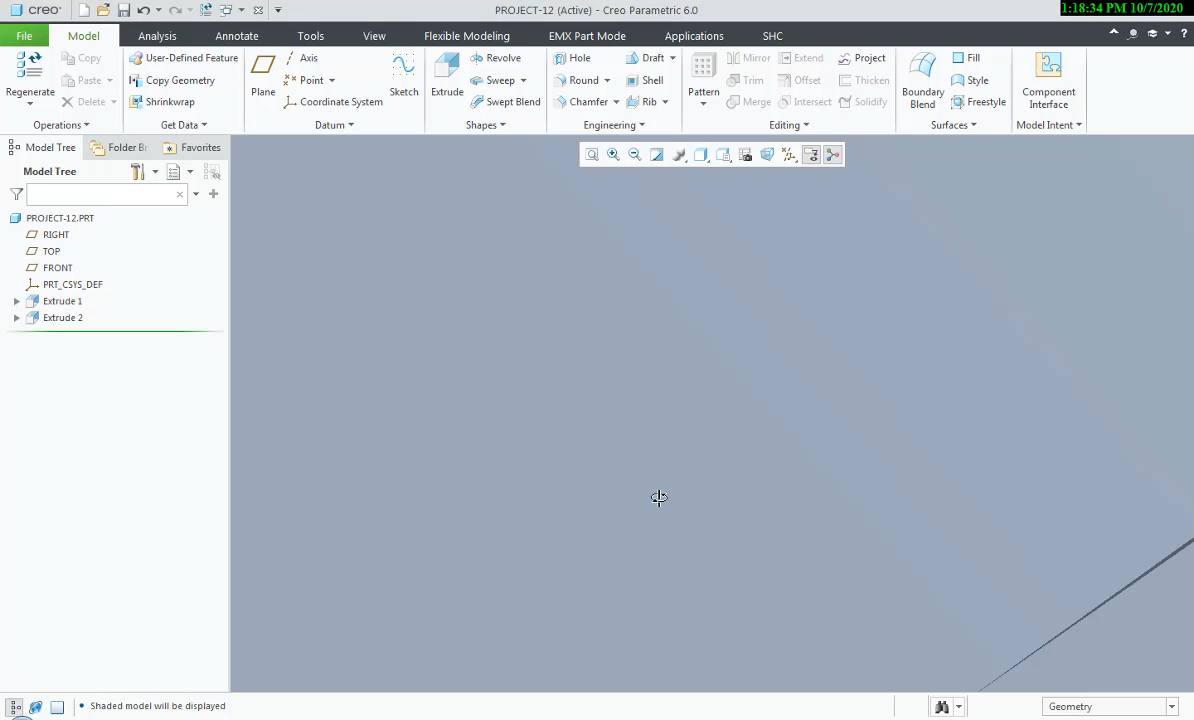 creo
PROJECT-12 (Active) - Creo Parametric 6.0
1:18:34 PM 10/7/2020
File Model Analysis Annotate Tools View Flexible Modeling EMX Part Mode Applications SHC
Regenerate
Copy
Paste
Delete
Operations
User-Defined Feature
Copy Geometry
Shrinkwrap
Get Data
Plane
Axis
Point
Coordinate System
Sketch
Datum
Extrude
Revolve
Sweep
Swept Blend
Shapes
Hole
Round
Chamfer
Draft
Shell
Rib
Engineering
Pattern
Mirror
Trim
Merge
Extend
Offset
Intersect
Project
Thicken
Solidify
Editing
Boundary
Blend
Fill
Style
Freestyle
Surfaces
Component
Interface
Model Intent
Model Tree Folder Br Favorites
Model Tree
PROJECT-12.PRT
RIGHT
TOP
FRONT
PRT_CSYS_DEF
Extrude 1
Extrude 2
Shaded model will be displayed
Geometry